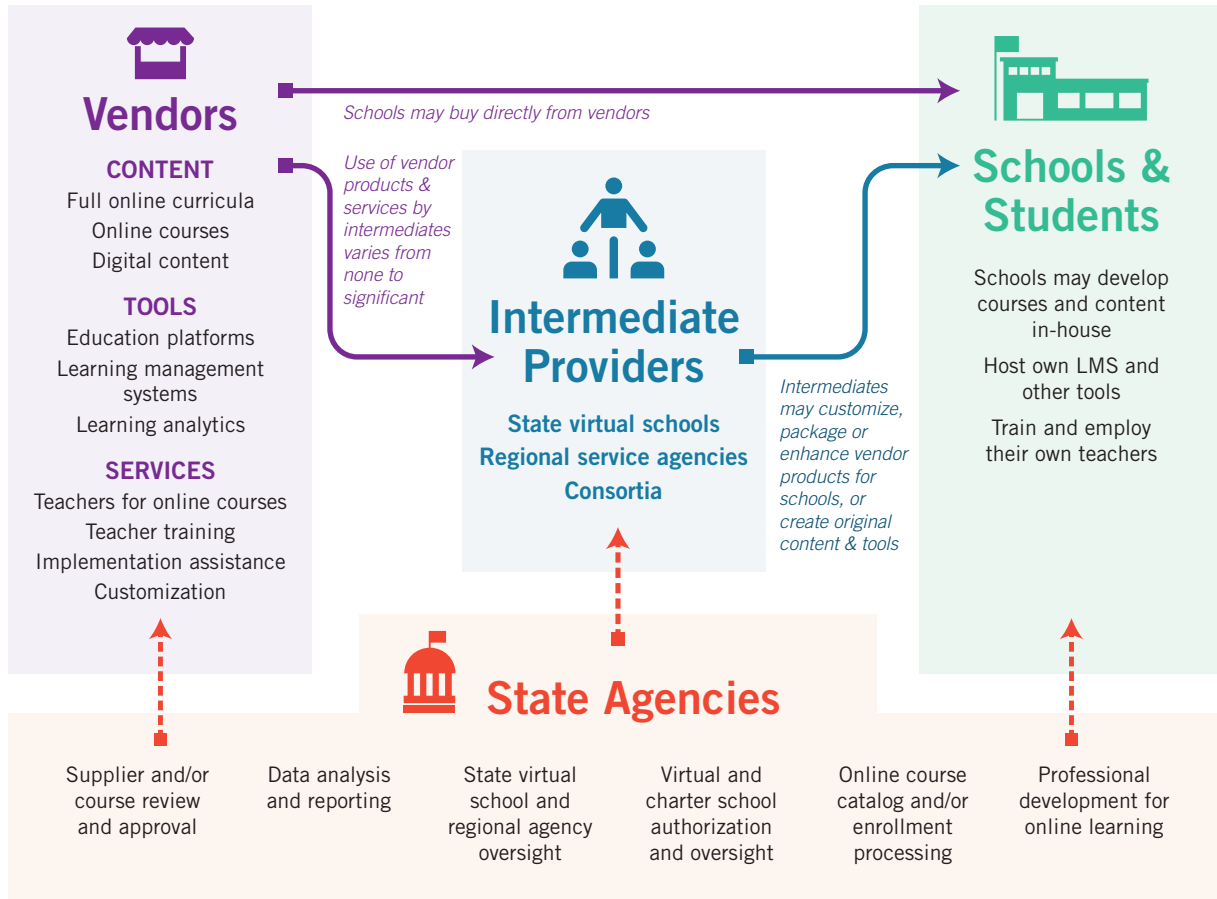 Vendors
CONTENT
Full online curricula
Online courses
Digital content
TOOLS
Education platforms
Learning management
systems
Learning analytics
SERVICES
Teachers for online courses
Teacher training
Implementation assistance
Customization
Schools may buy directly from vendors
Use of vendor
products &
services by
intermediates
varies from
none to
significant
Intermediate
Providers
State virtual schools
Regional service agencies
Consortia
Intermediates
may customize,
package or
enhance vendor
products for
schools, or
create original
content & tools
Schools &
Students
Schools may develop
courses and content
in-house
Host own LMS and
other tools
Train and employ
their own teachers
State Agencies
Supplier and/or
course review
and approval
Data analysis
and reporting
State virtual
school and
regional agency
oversight
Virtual and
charter school
authorization
and oversight
Online course
catalog and/or
enrollment
processing
Professional
development for
online learning